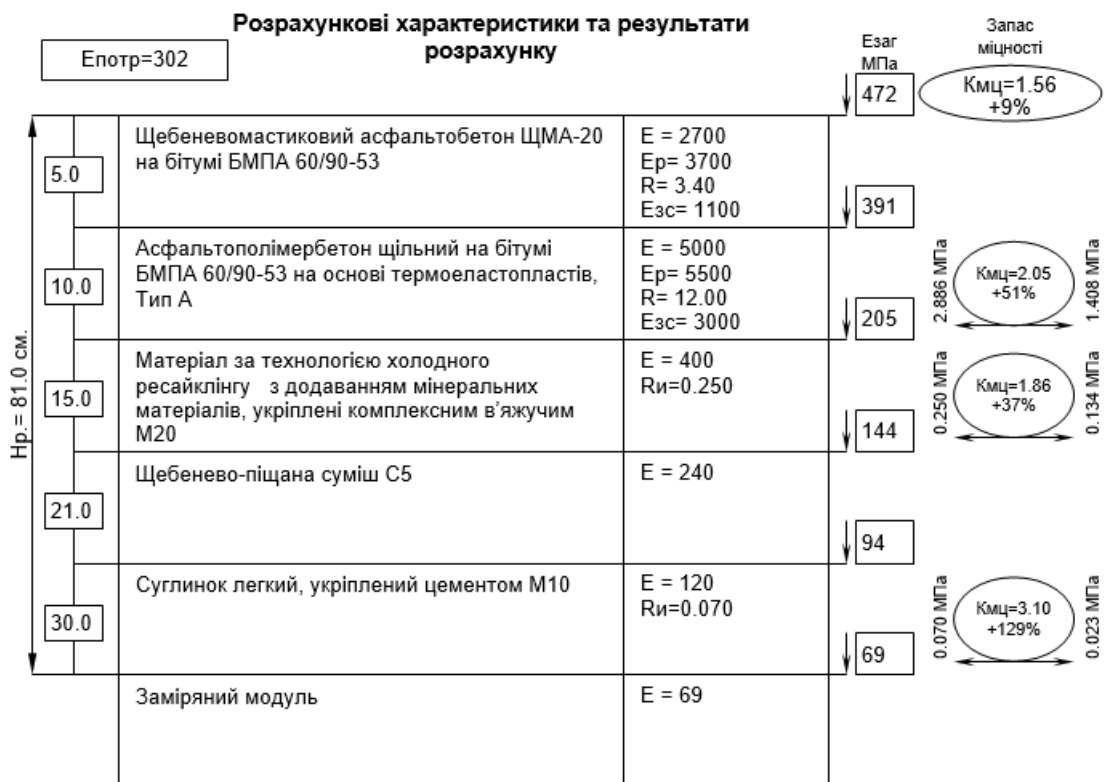 Розрахункові характеристики та результати
розрахунку
Епотр=302
Езаг
МПа
Запас
міцності
472
Кмц=1.56
+9%
Нр.= 81.0 см.
5.0
Щебеневомастиковий асфальтобетон ЩМА-20
на бітумі БМПА 60/90-53
Е = 2700
Ер= 3700
R= 3.40
Езс= 1100
391
10.0
Асфальтополімербетон щільний на бітумі
БМПА 60/90-53 на основі термоеластопластів,
Тип А
Е = 5000
Ер= 5500
R= 12.00
Езс= 3000
205
2.886 МПа
Кмц=2.05
+51%
1.408 МПа
15.0
Матеріал за технологією холодного
ресайклінгу з додаванням мінеральних
матеріалів, укріплені комплексним в'яжучим
М20
Е = 400
Rи=0.250
144
0.250 МПа
Кмц=1.86
+37%
0.134 МПа
21.0
Щебенево-піщана суміш С5
Е = 240
94
30.0
Суглинок легкий, укріплений цементом М10
Е = 120
Rи=0.070
69
0.070 МПа
Кмц=3.10
+129%
0.023 МПа
Заміряний модуль
Е = 69